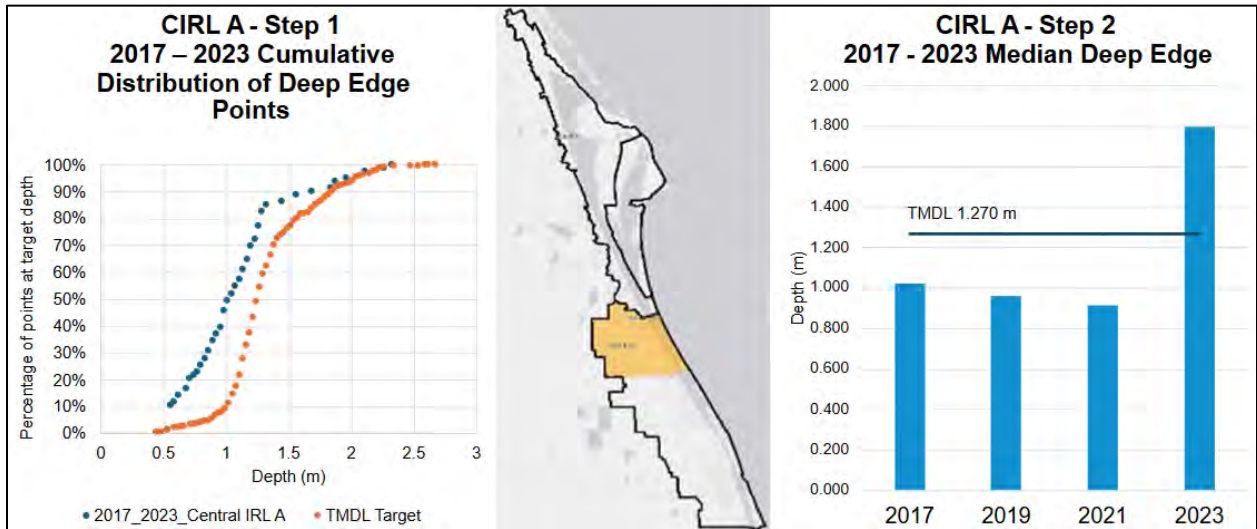 CIRL A - Step 1
2017 – 2023 Cumulative
Distribution of Deep Edge
Points
Percentage of points at target depth
100%
90%
80%
70%
60%
50%
40%
30%
20%
10%
0%
0 0.5 1 1.5 2 2.5 3
Depth (m)
2017_2023_Central IRL A TMDL Target
CIRL A - Step 2
2017 - 2023 Median Deep Edge
Depth (m)
2.000
1.800
1.600
1.400
1.200
1.000
0.800
0.600
0.400
0.200
0.000
TMDL 1.270 m
2017 2019 2021 2023